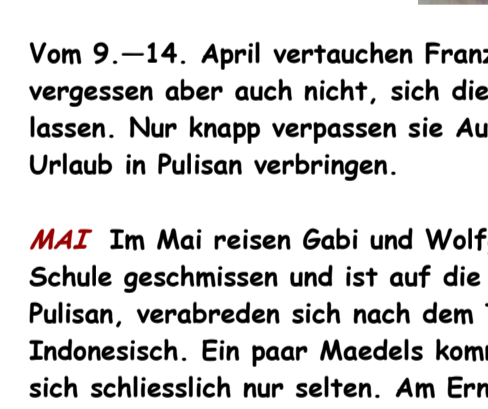 Vom 9.—14. April vertauchen Franz
vergessen aber auch nicht, sich die
lassen. Nur knapp verpassen sie Au
Urlaub in Pulisan verbringen.
MAI Im Mai reisen Gabi und Wolf
Schule geschmissen und ist auf die
Pulisan, verabreden sich nach dem
Indonesisch. Ein paar Maedels kom
sich schliesslich nur selten. Am Ern